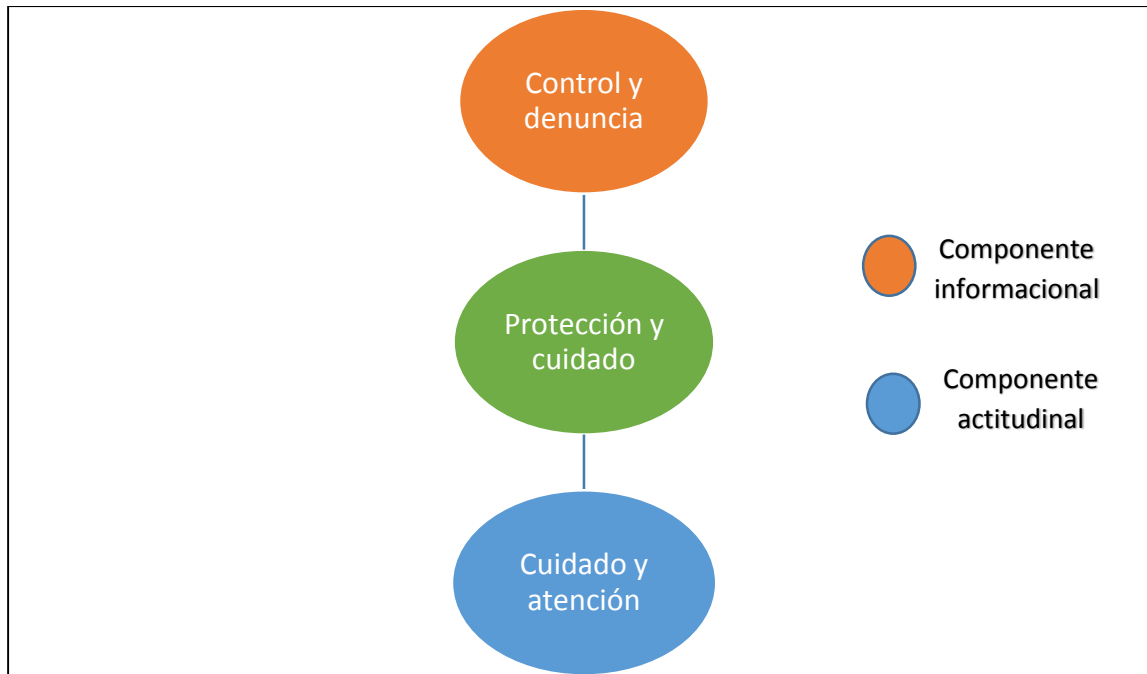 Control y
denuncia
Protección y
cuidado
Cuidado y
atención
Componente
informacional
Componente
actitudinal